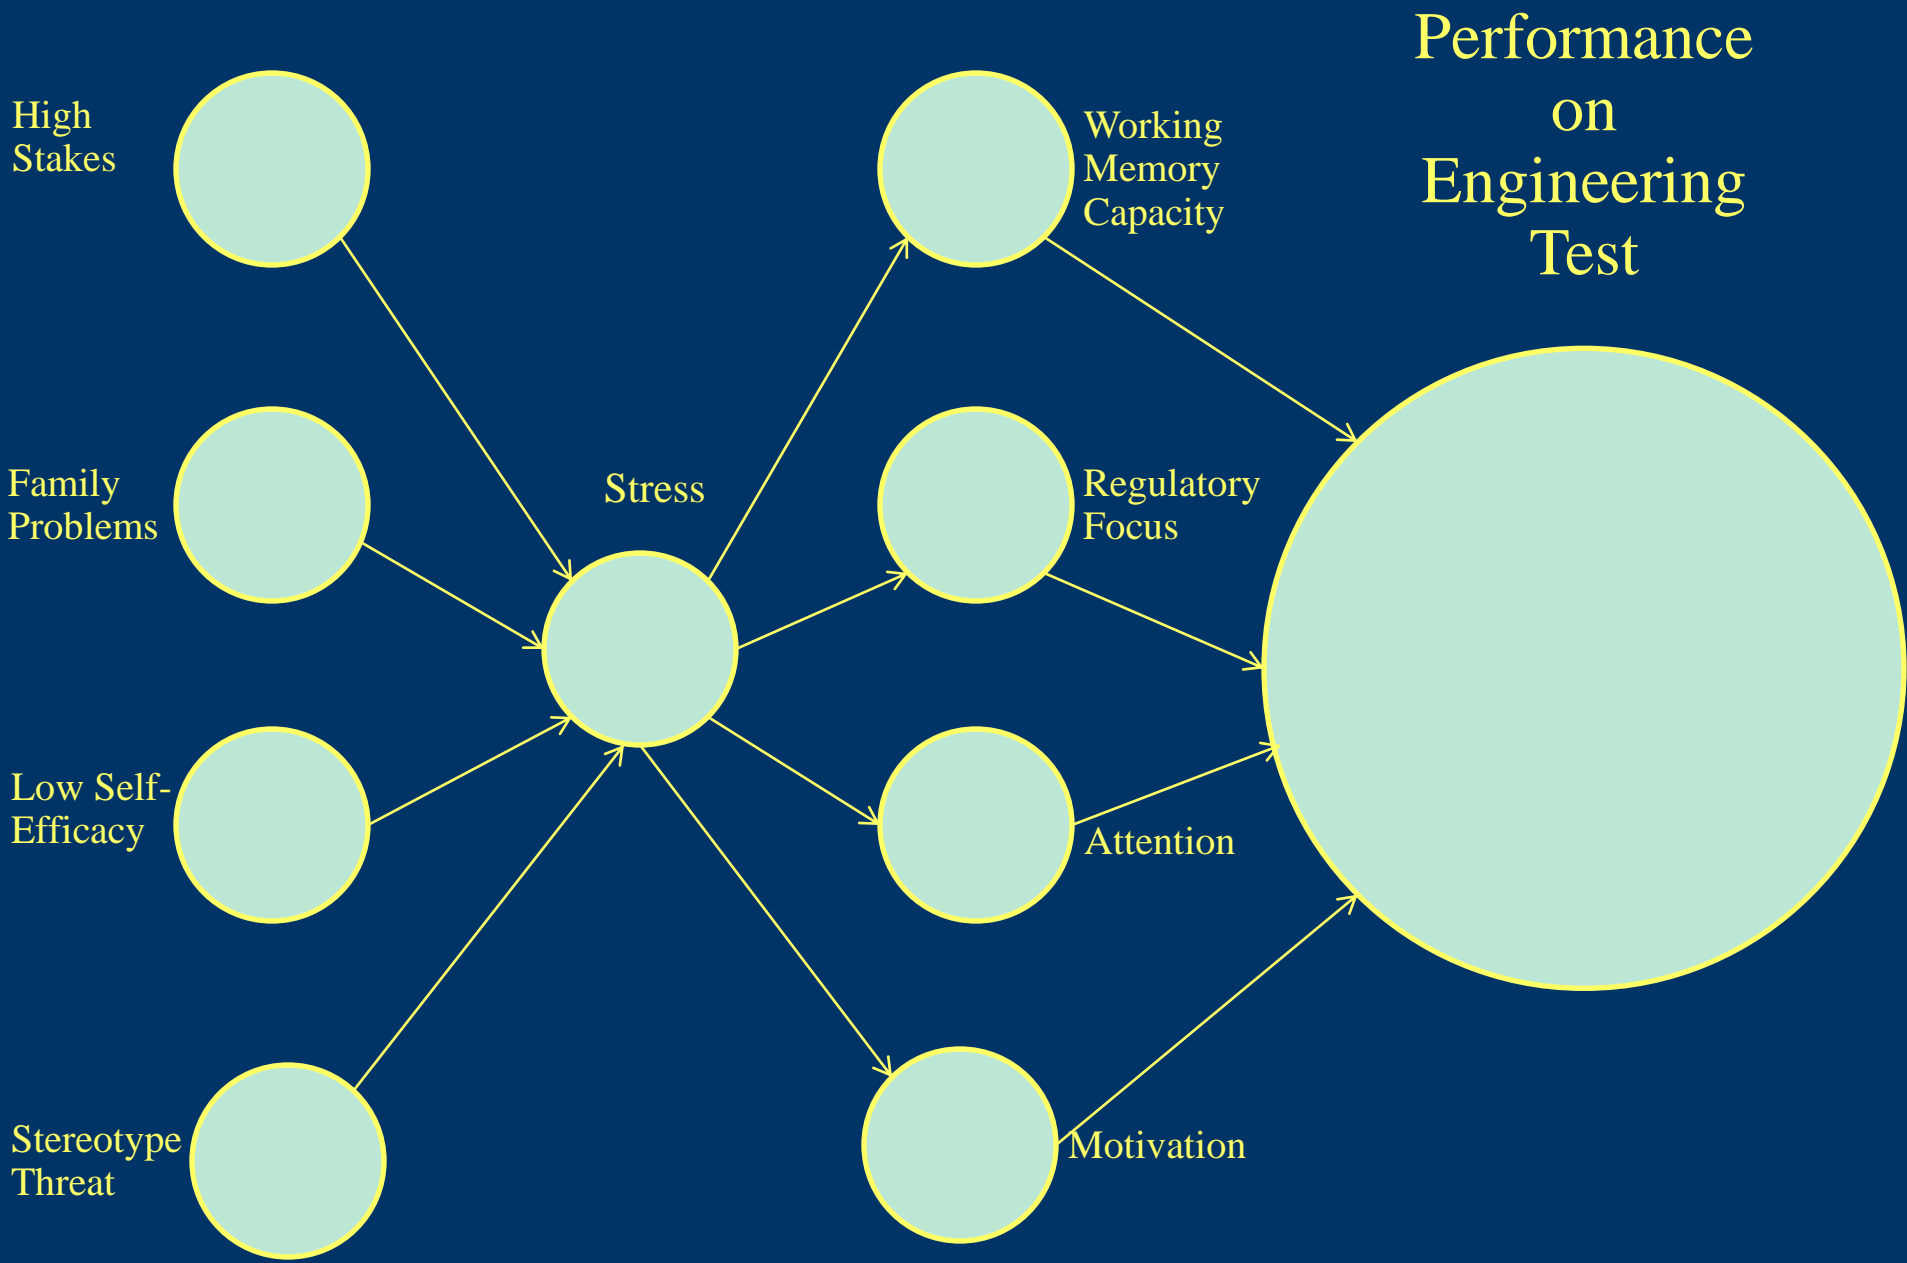 Performance
on
Engineering
Test
High
Stakes
Working
Memory
Capacity
Family
Problems
Stress
Regulatory
Focus
Low Self-
Efficacy
Attention
Stereotype
Threat
Motivation